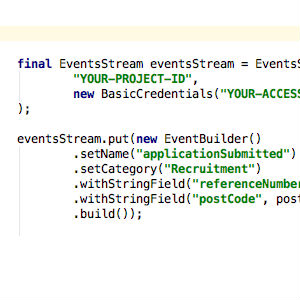 final EventsStream eventsStream = EventsS
"YOUR-PROJECT-ID",
new BasicCredentials("YOUR-ACCESS
);
eventsStream.put(new EventBuilder()
.setName("applicationSubmitted")
.setCategory("Recruitment")
.withStringField("referenceNumber
.withStringField("postCode", post
.build());